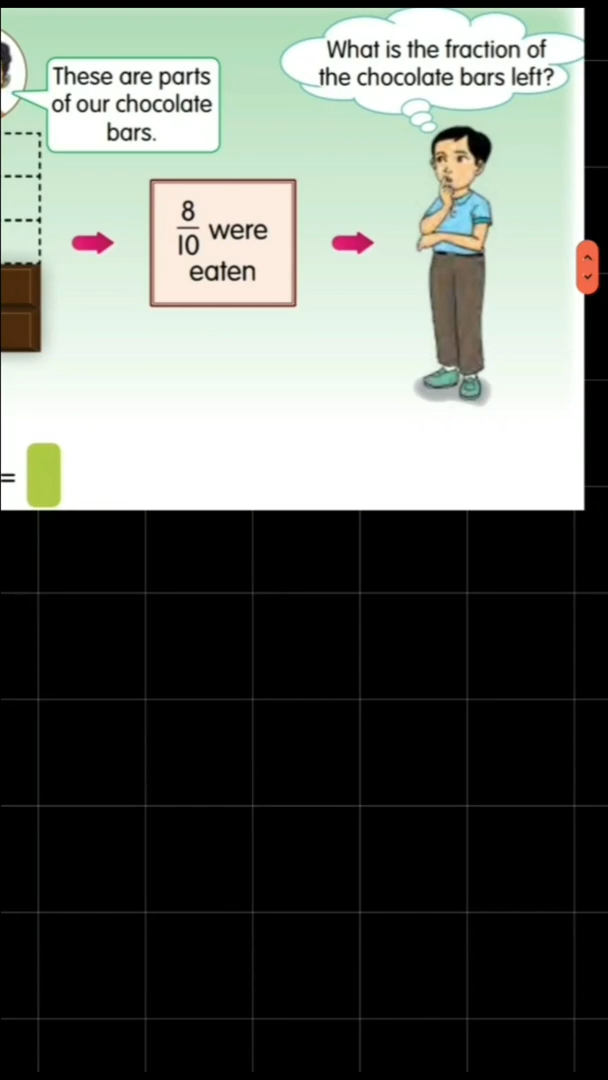 What is the fraction of
the chocolate bars left?
These are parts
of our chocolate
bars.
8
10
were
eaten
=